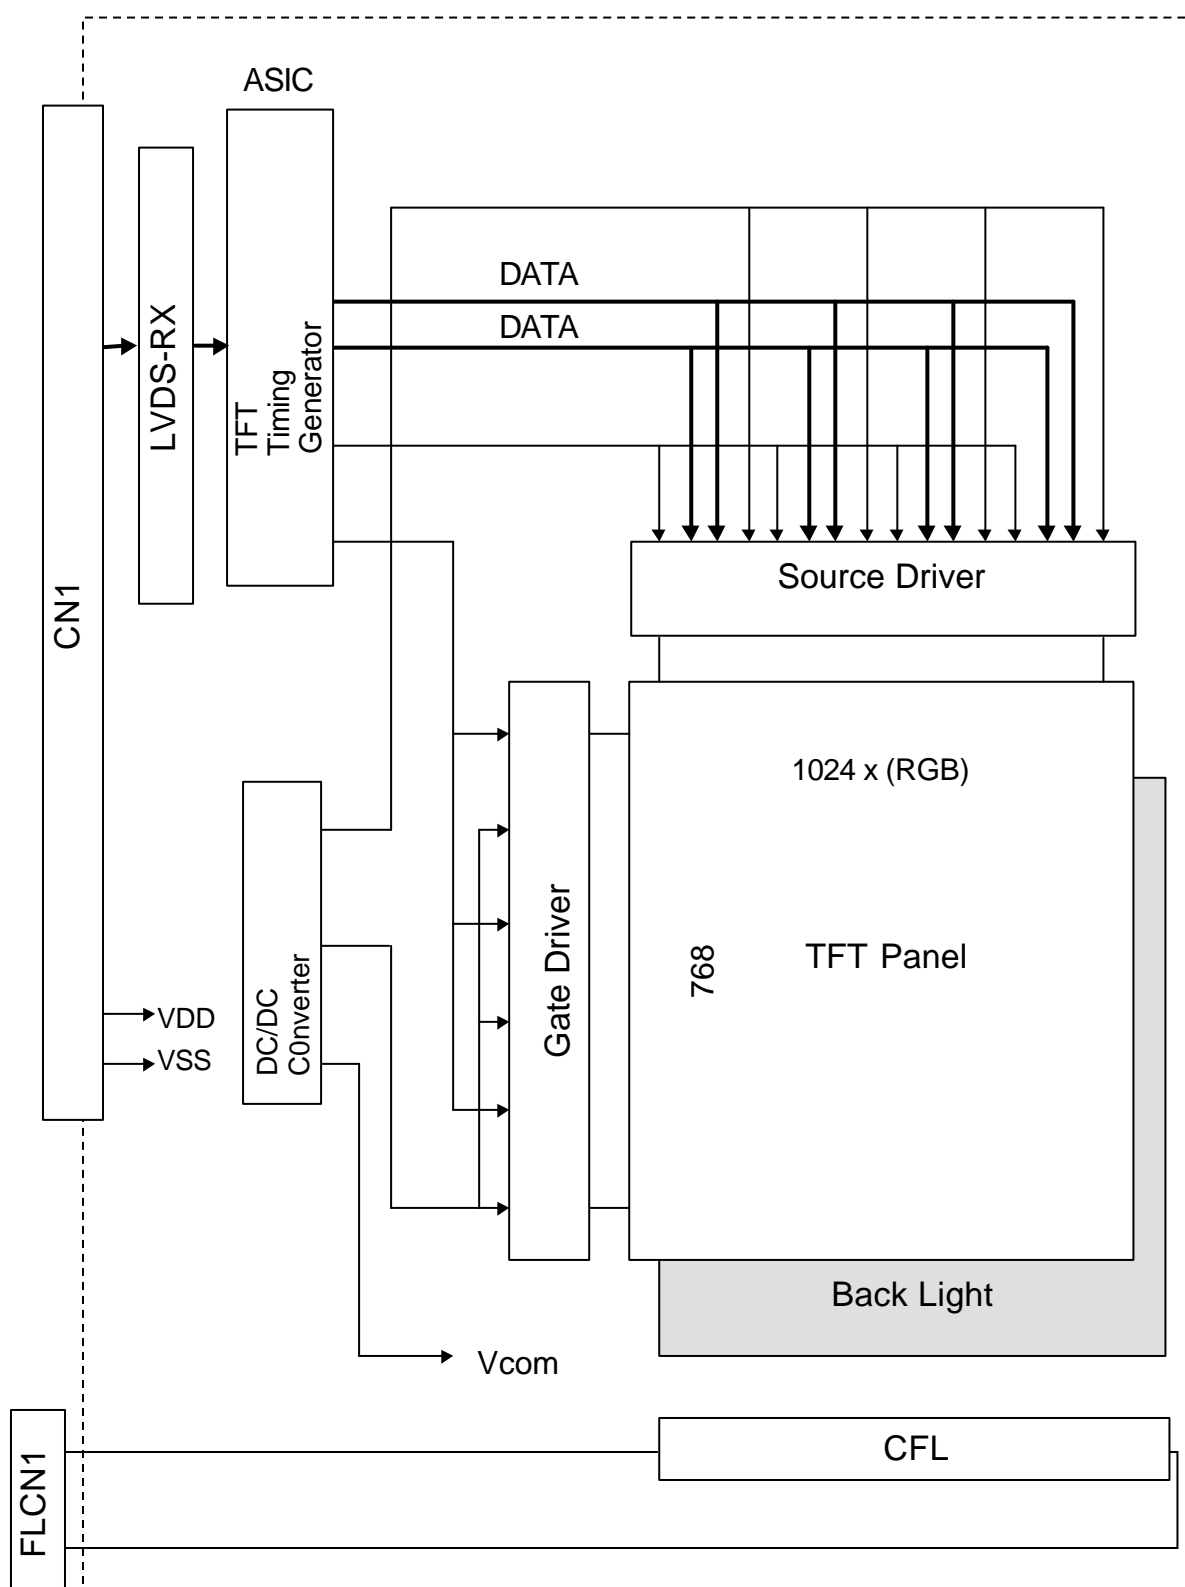 ASIC
CN1
LVDS-RX
TFT
Timing
Generator
DATA
DATA
Source Driver
1024 x (RGB)
768
TFT Panel
Gate Driver
DC/DC
C0nverter
VDD
VSS
Back Light
Vcom
CFL
FLCN1